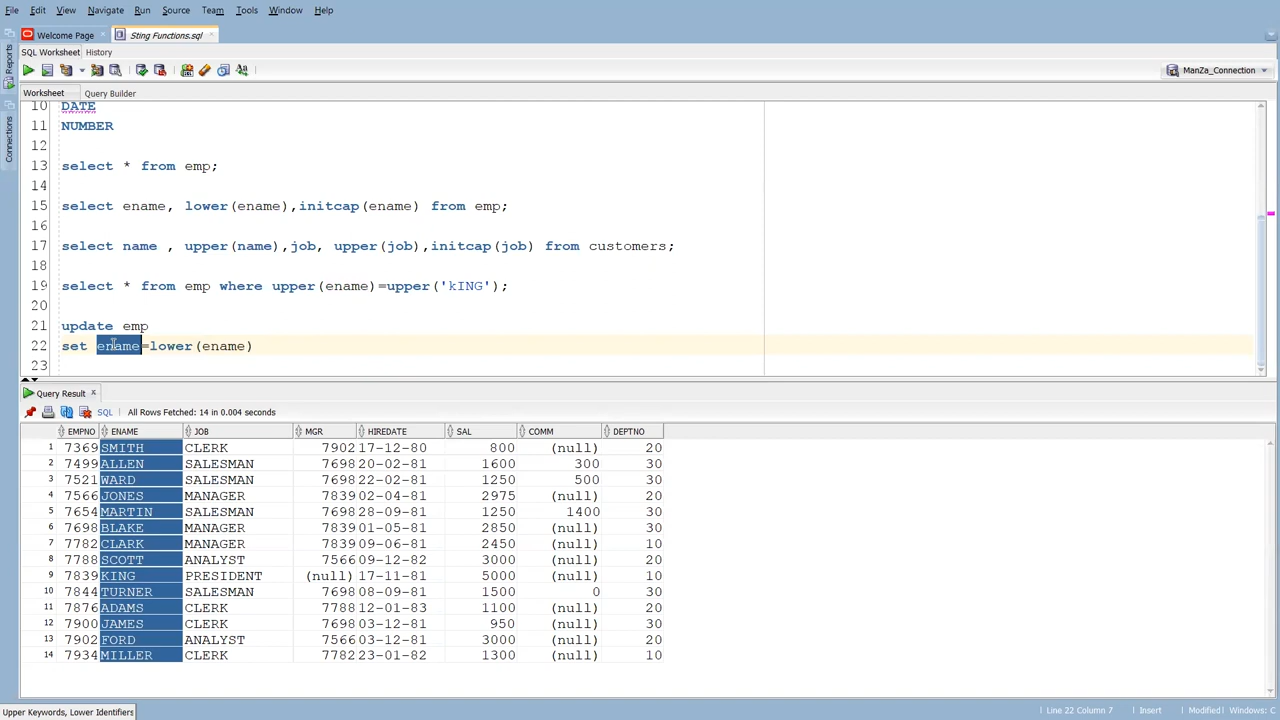 File Edit View Navigate Run Source Team Tools Window Help
Welcome Page Sting Functions.sql
SQL Worksheet History
ManZa_Connection
Worksheet Query Builder
Reports
Connections
10 DATE
11 NUMBER
12
13 select * from emp;
14
15 select ename, lower(ename),initcap(ename) from emp;
16
17 select name , upper(name),job, upper(job),initcap(job) from customers;
18
19 select * from emp where upper(ename)=upper('kING');
20
21 update emp
22 set ename=lower(ename)
23
Query Result
SQL All Rows Fetched: 14 in 0.004 seconds
EMPNO ENAME JOB MGR HIREDATE SAL COMM DEPTNO
1 7369 SMITH CLERK 7902 17-12-80 800 (null) 20
2 7499 ALLEN SALESMAN 7698 20-02-81 1600 300 30
3 7521 WARD SALESMAN 7698 22-02-81 1250 500 30
4 7566 JONES MANAGER 7839 02-04-81 2975 (null) 20
5 7654 MARTIN SALESMAN 7698 28-09-81 1250 1400 30
6 7698 BLAKE MANAGER 7839 01-05-81 2850 (null) 30
7 7782 CLARK MANAGER 7839 09-06-81 2450 (null) 10
8 7788 SCOTT ANALYST 7566 09-12-82 3000 (null) 20
9 7839 KING PRESIDENT (null) 17-11-81 5000 (null) 10
10 7844 TURNER SALESMAN 7698 08-09-81 1500 0 30
11 7876 ADAMS CLERK 7788 12-01-83 1100 (null) 20
12 7900 JAMES CLERK 7698 03-12-81 950 (null) 30
13 7902 FORD ANALYST 7566 03-12-81 3000 (null) 20
14 7934 MILLER CLERK 7782 23-01-82 1300 (null) 10
Upper Keywords, Lower Identifiers Line 22 Column 7 Insert Modified Windows: C